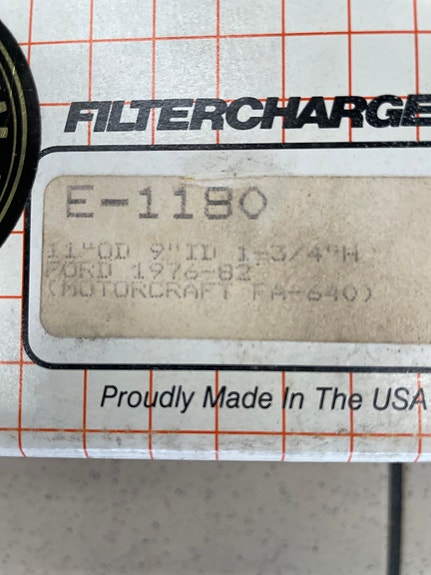 FILTERCHARGE
E-1180
11"OD 9"ID 1-3/4"H
FORD 1976-82
(MOTORCRAFT FA-640)
Proudly Made In The USA